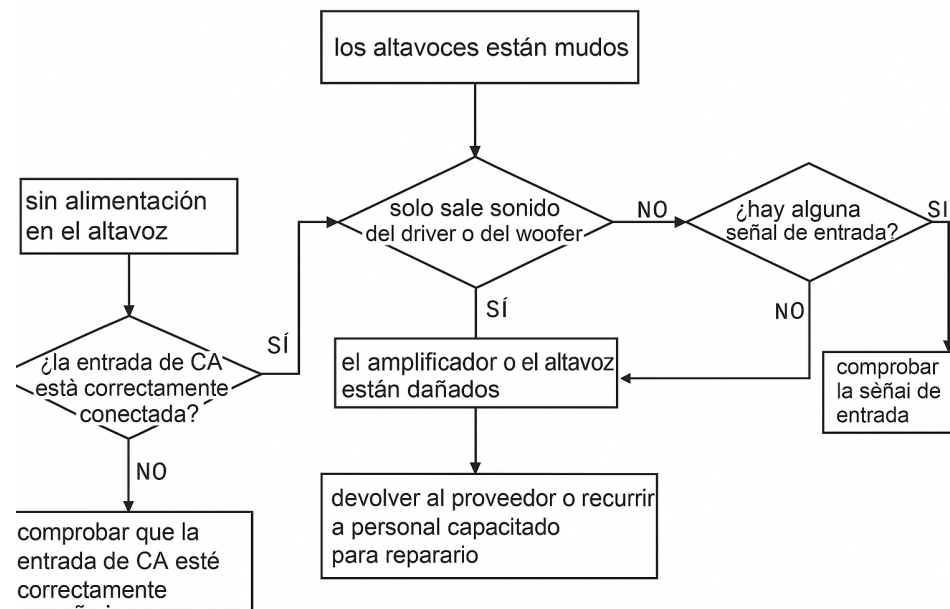 los altavoces están mudos
sin alimentación
en el altavoz
solo sale sonido
del driver o del woofer
NO
¿hay alguna
señal de entrada?
SI
SÍ
NO
¿la entrada de CA
està correctamente
conectada?
SÍ
el amplificador o el altavoz
están dañados
comprobar
la sèñai de
entrada
NO
devolver al proveedor o recurrir
a personal capacitado
para repararío
comprobar que la
entrada de CA esté
correctamente